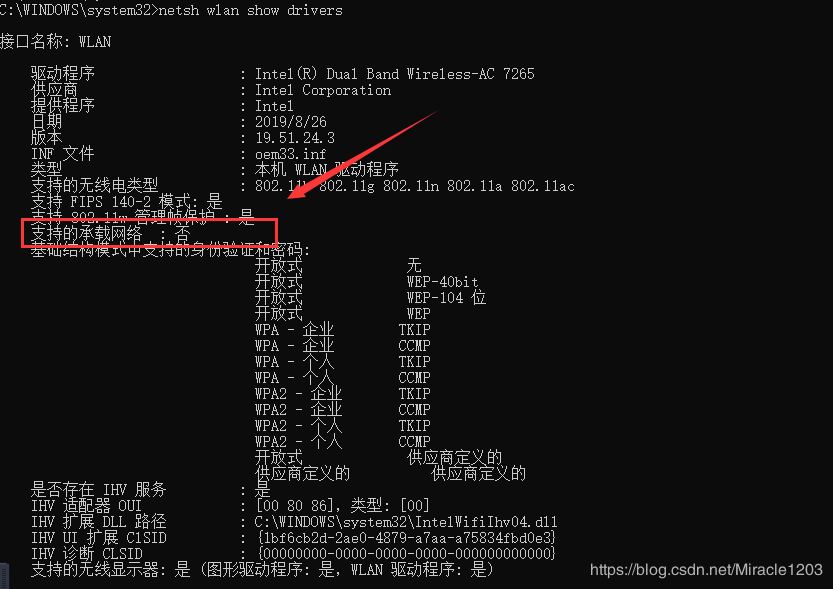 C:\WINDOWS\system32>netsh wlan show drivers
接口名称: WLAN
驱动程序 : Intel(R) Dual Band Wireless-AC 7265
供应商 : Intel Corporation
提供程序 : Intel
日期 : 2019/8/26
版本 : 19.51.24.3
INF 文件 : oem33.inf
类型 : 本机 WLAN 驱动程序
支持的无线电类型 : 802.11b 802.11g 802.11n 802.11a 802.11ac
支持 FIPS 140-2 模式: 是
支持 802.11w 管理帧保护 : 是
支持的承载网络 : 否
基础结构模式中支持的身份验证和密码:
开放式 无
开放式 WEP-40bit
开放式 WEP-104 位
开放式 WEP
WPA - 企业 TKIP
WPA - 企业 CCMP
WPA - 个人 TKIP
WPA - 个人 CCMP
WPA2 - 企业 TKIP
WPA2 - 企业 CCMP
WPA2 - 个人 TKIP
WPA2 - 个人 CCMP
开放式 供应商定义的
供应商定义的 供应商定义的
是否存在 IHV 服务 : 是
IHV 适配器 OUI : [00 80 86]，类型: [00]
IHV 扩展 DLL 路径 : C:\WINDOWS\system32\IntelWifiIhv04.dll
IHV UI 扩展 ClSID : {1bf6cb2d-2ae0-4879-a7aa-a75834fbd0e3}
IHV 诊断 CLSID : {00000000-0000-0000-0000-000000000000}
支持的无线显示器: 是 (图形驱动程序: 是，WLAN 驱动程序: 是)
https://blog.csdn.net/Miracle1203